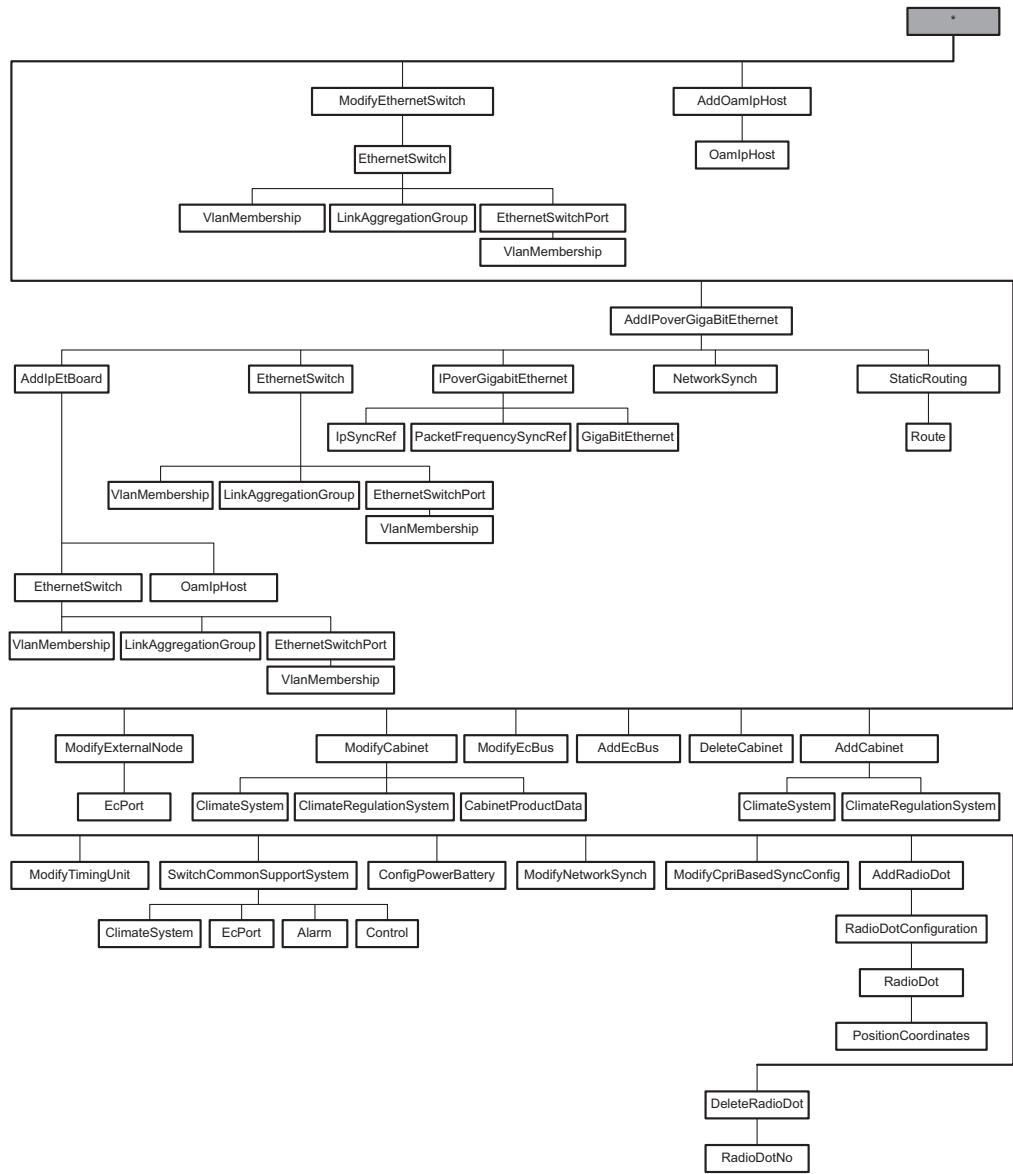 *
ModifyEthernetSwitch
AddOamIpHost
EthernetSwitch
OamIpHost
VlanMembership
LinkAggregationGroup
EthernetSwitchPort
VlanMembership
AddIPoverGigaBitEthernet
AddIpEtBoard
EthernetSwitch
IPoverGigabitEthernet
NetworkSynch
StaticRouting
IpSyncRef
PacketFrequencySyncRef
GigaBitEthernet
Route
VlanMembership
LinkAggregationGroup
EthernetSwitchPort
VlanMembership
EthernetSwitch
OamIpHost
VlanMembership
LinkAggregationGroup
EthernetSwitchPort
VlanMembership
ModifyExternalNode
ModifyCabinet
ModifyEcBus
AddEcBus
DeleteCabinet
AddCabinet
EcPort
ClimateSystem
ClimateRegulationSystem
CabinetProductData
ClimateSystem
ClimateRegulationSystem
ModifyTimingUnit
SwitchCommonSupportSystem
ConfigPowerBattery
ModifyNetworkSynch
ModifyCpriBasedSyncConfig
AddRadioDot
ClimateSystem
EcPort
Alarm
Control
RadioDotConfiguration
RadioDot
PositionCoordinates
DeleteRadioDot
RadioDotNo